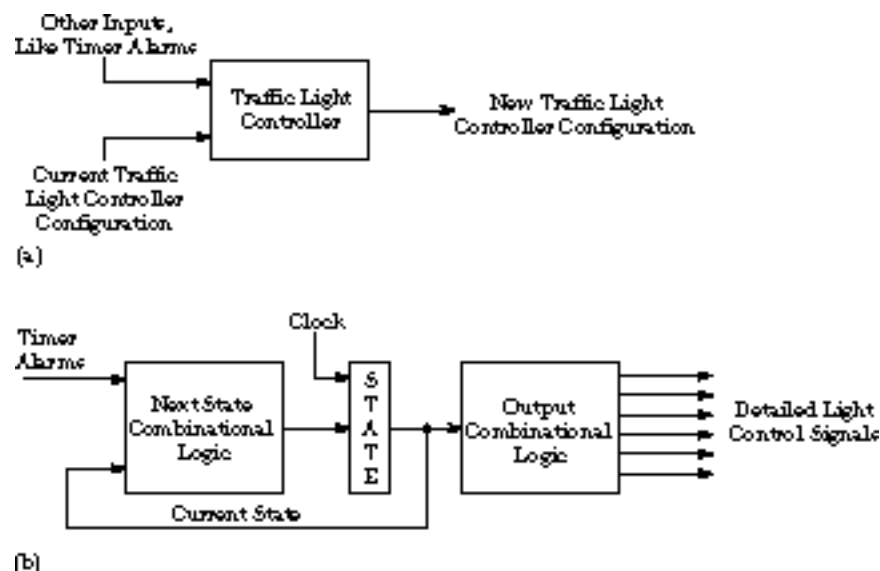 Other Inputs,
Like Timer Alarms
Traffic Light
Controller
New Traffic Light
Controller Configuration
Current Traffic
Light Controller
Configuration
(a)
Timer
Alarms
Clock
Next State
Combinational
Logic
S
T
A
T
E
Output
Combinational
Logic
Detailed Light
Control Signals
Current State
(b)